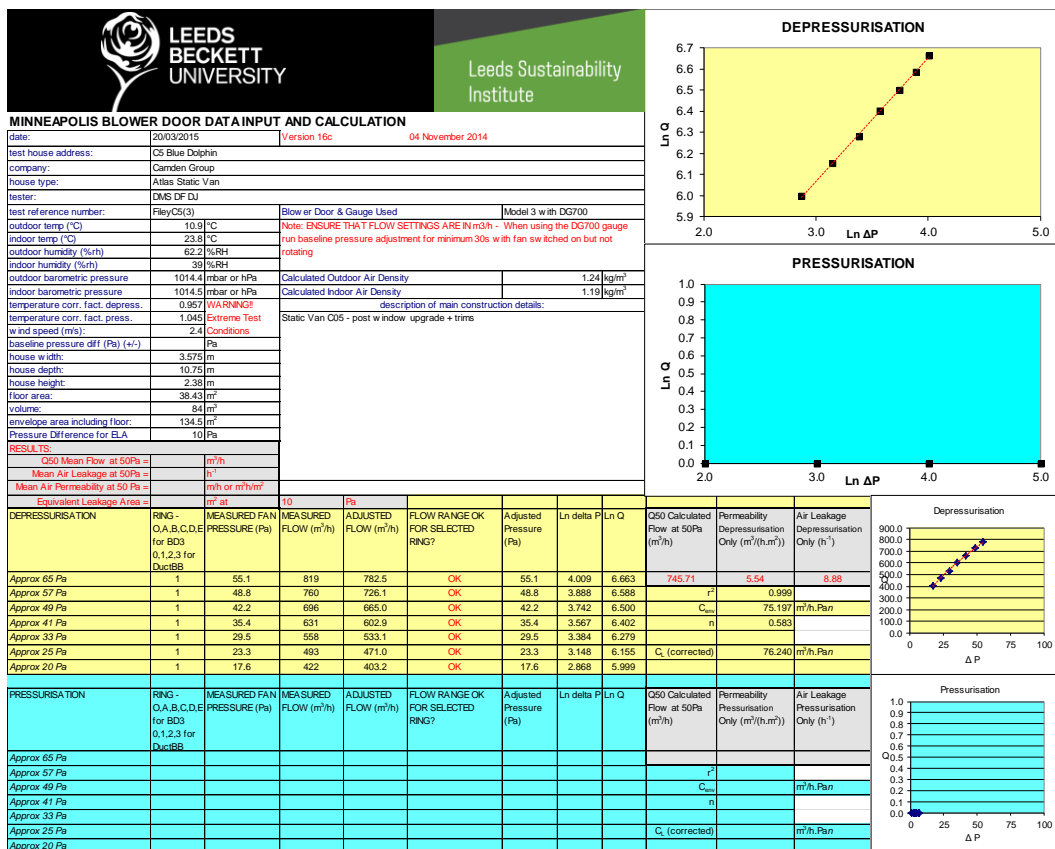 LEEDS
BECKETT
UNIVERSITY
Leeds Sustainability
Institute
MINNEAPOLIS BLOWER DOOR DATA INPUT AND CALCULATION
date: 20/03/2015 Version 16c 04 November 2014
test house address: C5 Blue Dolphin
company: Camden Group
house type: Atlas Static Van
tester: DMS DF DJ
test reference number: FileyC5(3) Blower Door & Gauge Used Model 3 with DG700
outdoor temp (°C) 10.9 °C Note: ENSURE THAT FLOW SETTINGS ARE IN m3/h - When using the DG700 gauge
indoor temp (°C) 23.8 °C run baseline pressure adjustment for minimum 30s with fan switched on but not
outdoor humidity (%rh) 62.2 %RH rotating
indoor humidity (%rh) 39 %RH
outdoor barometric pressure 1014.4 mbar or hPa Calculated Outdoor Air Density 1.24 kg/m³
indoor barometric pressure 1014.5 mbar or hPa Calculated Indoor Air Density 1.19 kg/m³
temperature corr. fact. depress. 0.957 WARNING!! description of main construction details:
temperature corr. fact. press. 1.045 Extreme Test Static Van C05 - post window upgrade + trims
wind speed (m/s): 2.4 Conditions
baseline pressure diff (Pa) (+/-) Pa
house width: 3.575 m
house depth: 10.75 m
house height: 2.38 m
floor area: 38.43 m²
volume: 84 m³
envelope area including floor: 134.5 m²
Pressure Difference for ELA 10 Pa
RESULTS:
Q50 Mean Flow at 50Pa = m³/h
Mean Air Leakage at 50Pa = h⁻¹
Mean Air Permeability at 50 Pa = m/h or m³h/m²
Equivalent Leakage Area = m² at 10 Pa
DEPRESSURISATION RING - O,A,B,C,D,E for BD3 0,1,2,3 for DuctBB MEASURED FAN PRESSURE (Pa) MEASURED FLOW (m³/h) ADJUSTED FLOW (m³/h) FLOW RANGE OK FOR SELECTED RING? Adjusted Pressure (Pa) Ln delta P Ln Q Q50 Calculated Flow at 50Pa (m³/h) Permeability Depressurisation Only (m³/(h.m²)) Air Leakage Depressurisation Only (h⁻¹)
Approx 65 Pa 1 55.1 819 782.5 OK 55.1 4.009 6.663 745.71 5.54 8.88
Approx 57 Pa 1 48.8 760 726.1 OK 48.8 3.888 6.588 r² 0.999
Approx 49 Pa 1 42.2 696 665.0 OK 42.2 3.742 6.500 Cenv 75.197 m³/h.Pan
Approx 41 Pa 1 35.4 631 602.9 OK 35.4 3.567 6.402 n 0.583
Approx 33 Pa 1 29.5 558 533.1 OK 29.5 3.384 6.279
Approx 25 Pa 1 23.3 493 471.0 OK 23.3 3.148 6.155 CL (corrected) 76.240 m³/h.Pan
Approx 20 Pa 1 17.6 422 403.2 OK 17.6 2.868 5.999
PRESSURISATION RING - O,A,B,C,D,E for BD3 0,1,2,3 for DuctBB MEASURED FAN PRESSURE (Pa) MEASURED FLOW (m³/h) ADJUSTED FLOW (m³/h) FLOW RANGE OK FOR SELECTED RING? Adjusted Pressure (Pa) Ln delta P Ln Q Q50 Calculated Flow at 50Pa (m³/h) Permeability Pressurisation Only (m³/(h.m²)) Air Leakage Pressurisation Only (h⁻¹)
Approx 65 Pa
Approx 57 Pa r²
Approx 49 Pa Cenv m³/h.Pan
Approx 41 Pa n
Approx 33 Pa
Approx 25 Pa CL (corrected) m³/h.Pan
Approx 20 Pa
DEPRESSURISATION
6.7
6.6
6.5
6.4
6.3
6.2
6.1
6.0
5.9
Ln Q
2.0 3.0 4.0 5.0
Ln ΔP
PRESSURISATION
1.0
0.9
0.8
0.7
0.6
0.5
0.4
0.3
0.2
0.1
0.0
Ln Q
2.0 3.0 4.0 5.0
Ln ΔP
Depressurisation
900.0
800.0
700.0
600.0
500.0
400.0
300.0
200.0
100.0
0.0
Q
0 50 100
Δ P
Pressurisation
1.0
0.9
0.8
0.7
0.6
0.5
0.4
0.3
0.2
0.1
0.0
Q
0 25 50 75 100
Δ P